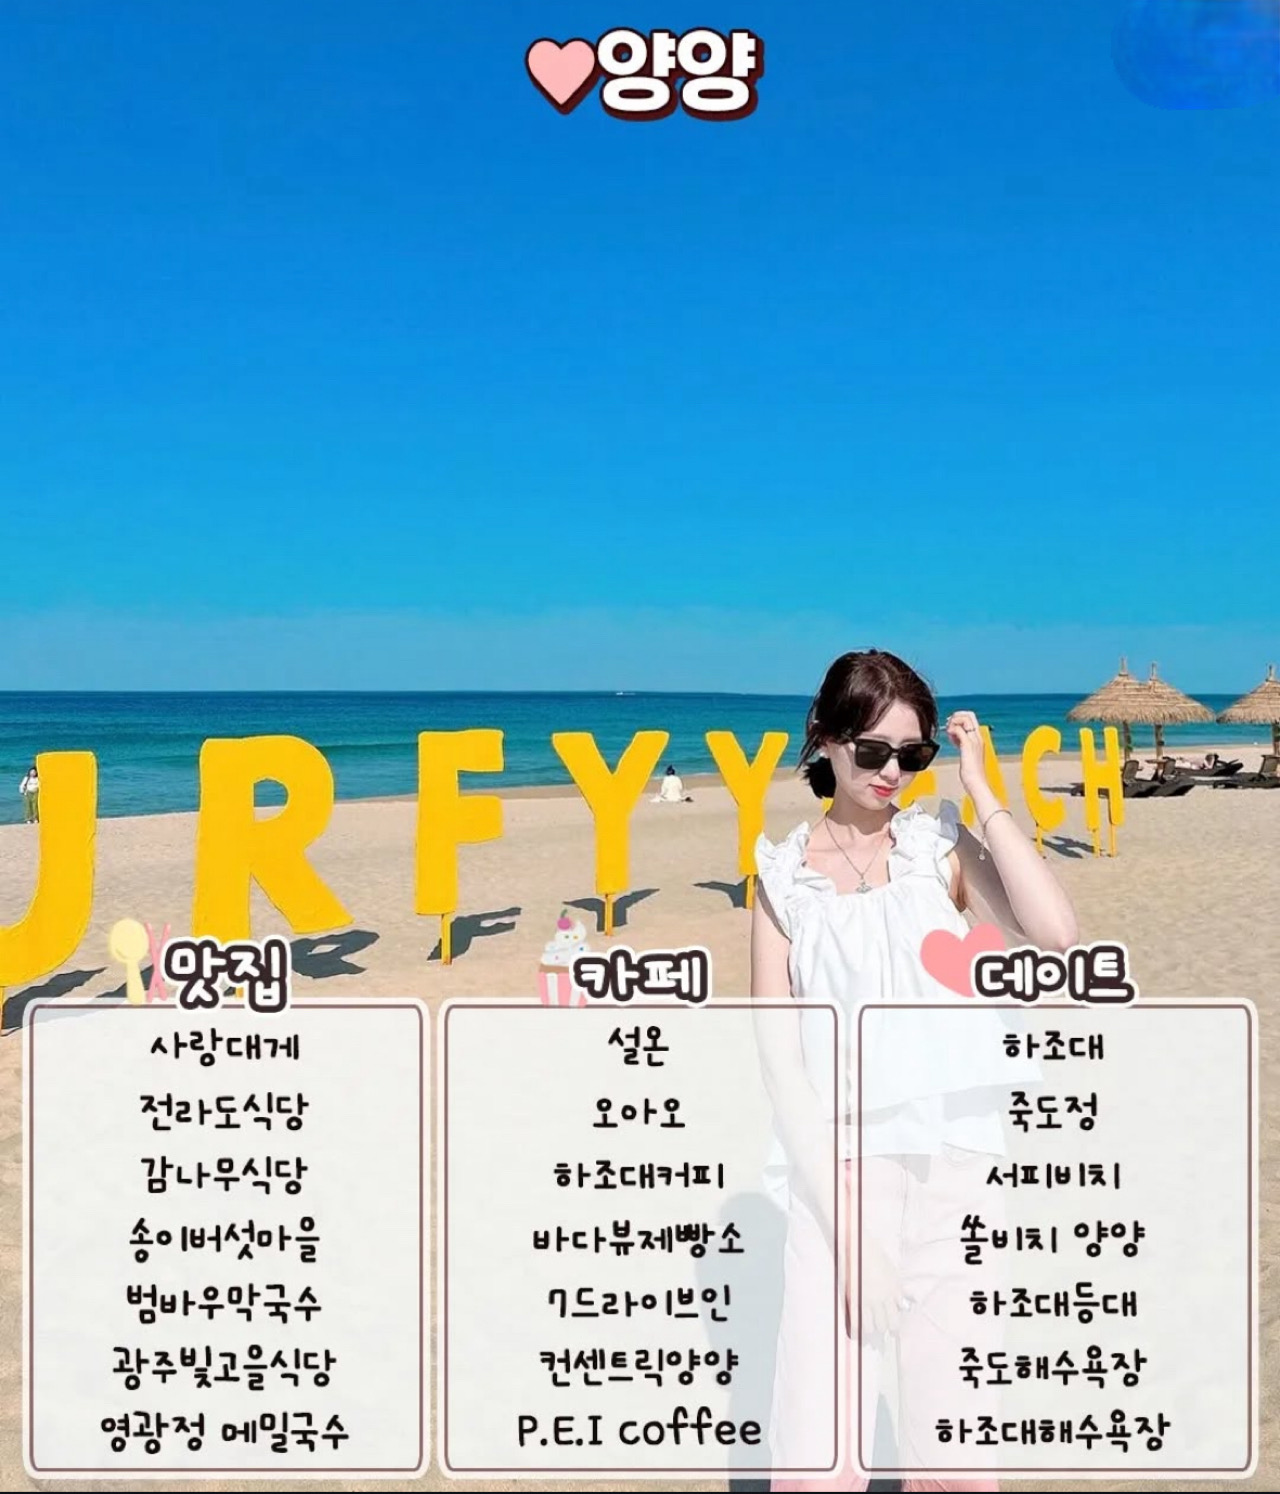 양양
J R F Y Y ACH
맛집
사랑대게
전라도식당
감나무식당
송이버섯마을
범바우막국수
광주빛고을식당
영광정 메밀국수
카페
설온
오아오
하조대커피
바다뷰제빵소
7드라이브인
컨센트릭양양
P.E.I coffee
데이트
하조대
죽도정
서피비치
쏠비치 양양
하조대등대
죽도해수욕장
하조대해수욕장